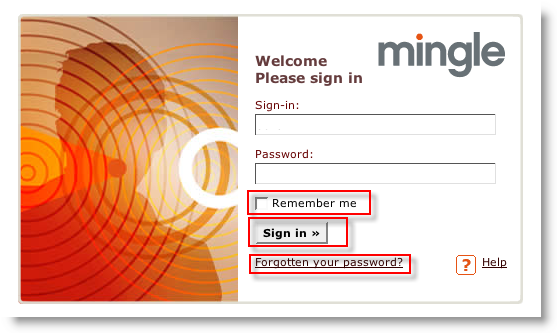 mingle
Welcome
Please sign in
Sign-in:
Password:
Remember me
Sign in »
Forgotten your password?
? Help